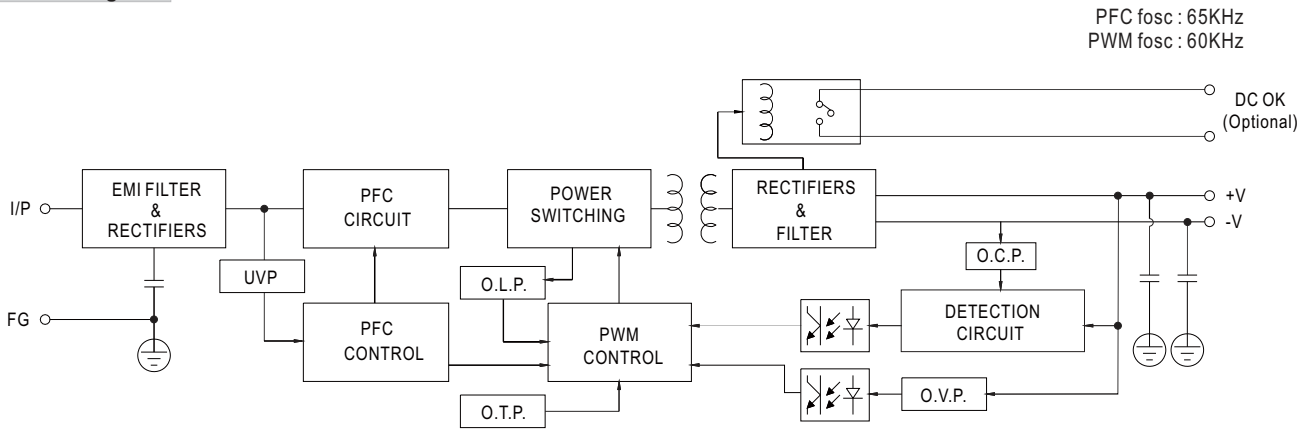 PFC fosc : 65KHz
PWM fosc : 60KHz
DC OK
(Optional)
I/P
EMI FILTER
&
RECTIFIERS
PFC
CIRCUIT
POWER
SWITCHING
RECTIFIERS
&
FILTER
+V
-V
UVP
O.L.P.
O.C.P.
FG
PFC
CONTROL
PWM
CONTROL
DETECTION
CIRCUIT
O.T.P.
O.V.P.